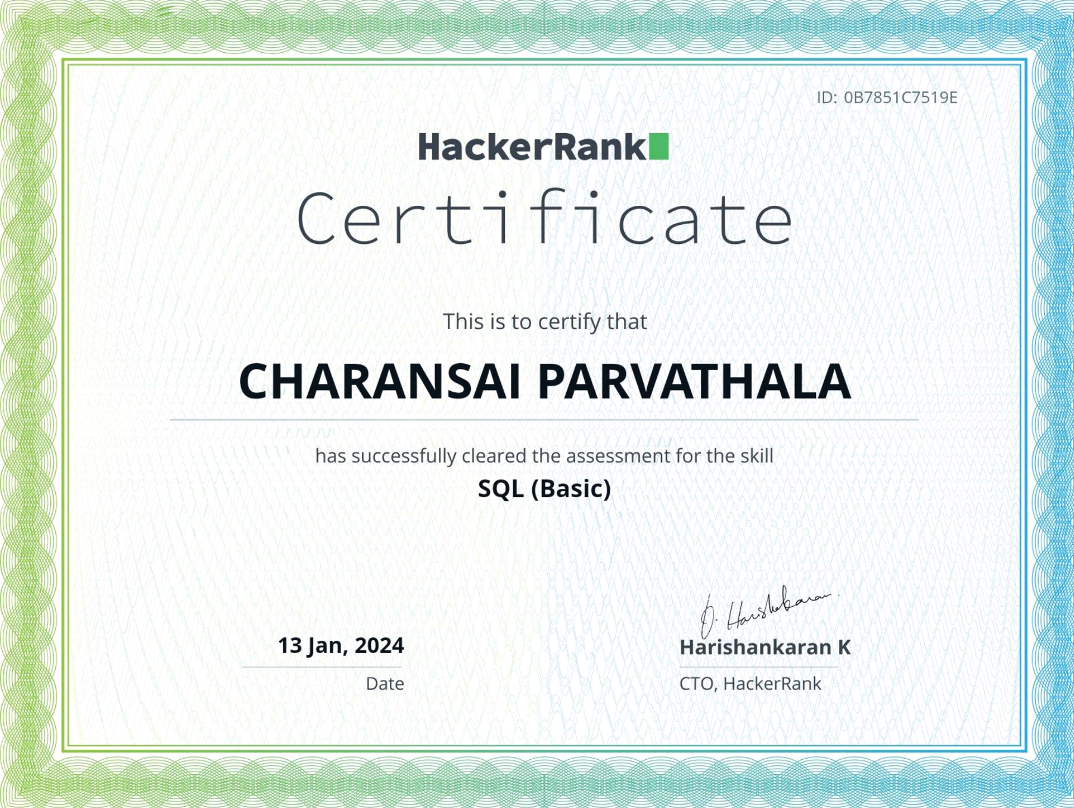 ID: 0B7851C7519E
HackerRank
Certificate
This is to certify that
CHARANSAI PARVATHALA
has successfully cleared the assessment for the skill
SQL (Basic)
13 Jan, 2024
Date
Harishankaran K
CTO, HackerRank